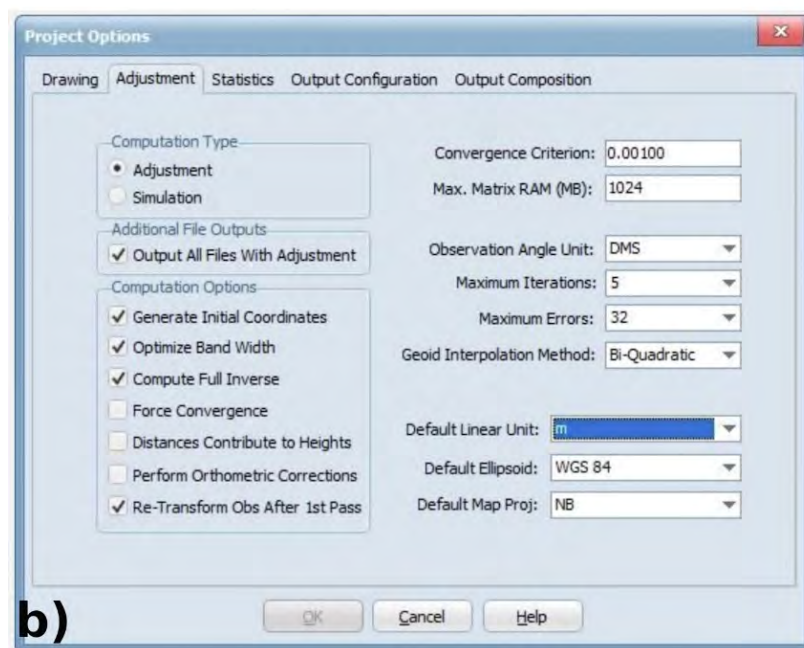 Project Options
Drawing Adjustment Statistics Output Configuration Output Composition
Computation Type
Adjustment
Simulation
Additional File Outputs
Output All Files With Adjustment
Computation Options
Generate Initial Coordinates
Optimize Band Width
Compute Full Inverse
Force Convergence
Distances Contribute to Heights
Perform Orthometric Corrections
Re-Transform Obs After 1st Pass
Convergence Criterion: 0.00100
Max. Matrix RAM (MB): 1024
Observation Angle Unit: DMS
Maximum Iterations: 5
Maximum Errors: 32
Geoid Interpolation Method: Bi-Quadratic
Default Linear Unit: m
Default Ellipsoid: WGS 84
Default Map Proj: NB
OK Cancel Help
b)